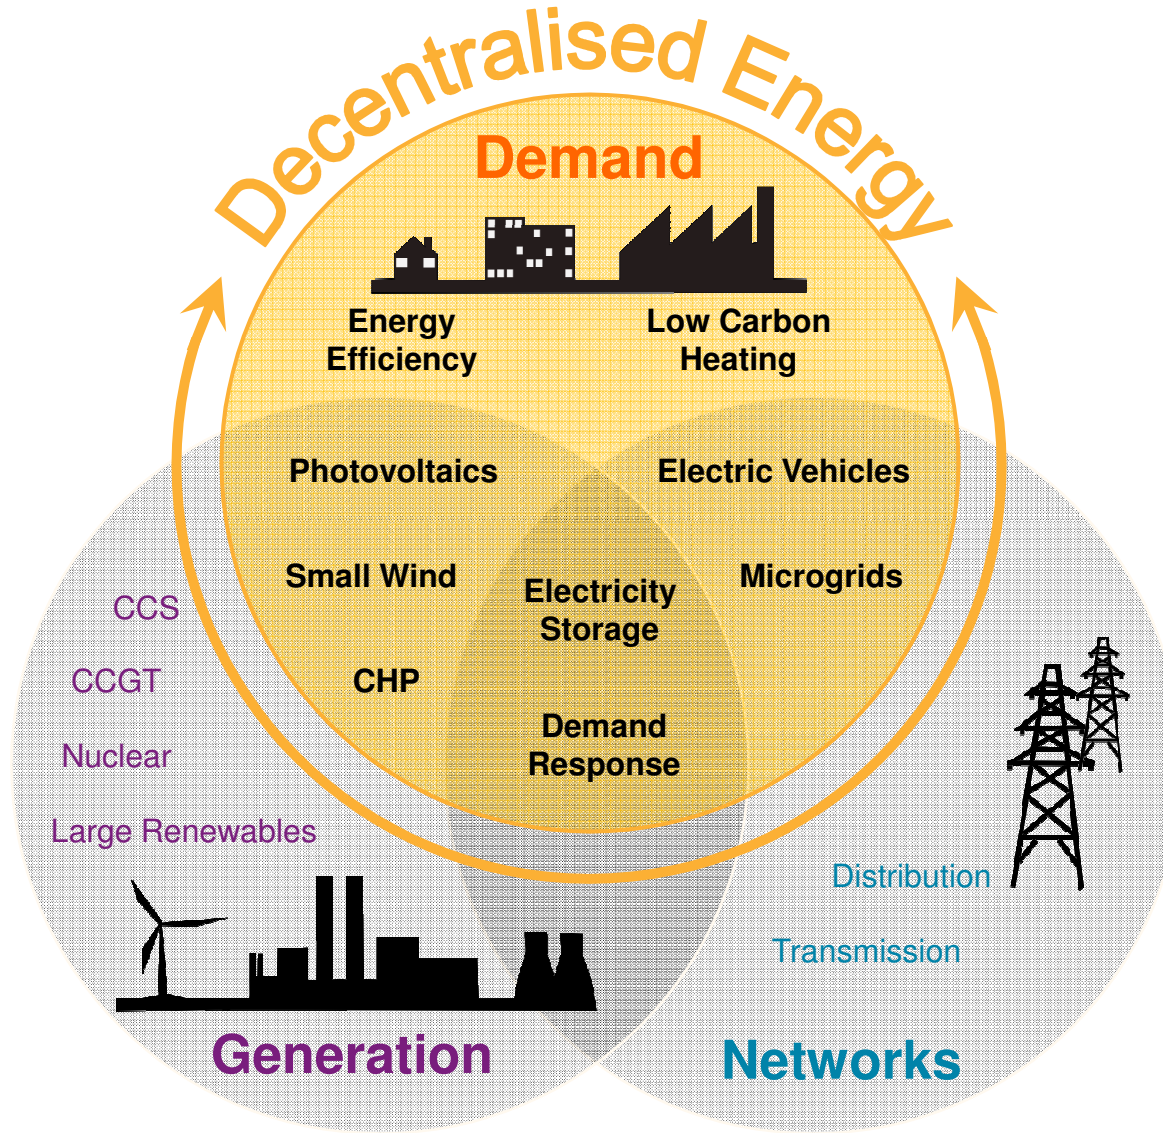 Decentralised Energy
Demand
Energy
Efficiency
Low Carbon
Heating
Photovoltaics
Electric Vehicles
Small Wind
Microgrids
Electricity
Storage
CCS
CCGT
CHP
Demand
Response
Nuclear
Large Renewables
Distribution
Transmission
Generation
Networks